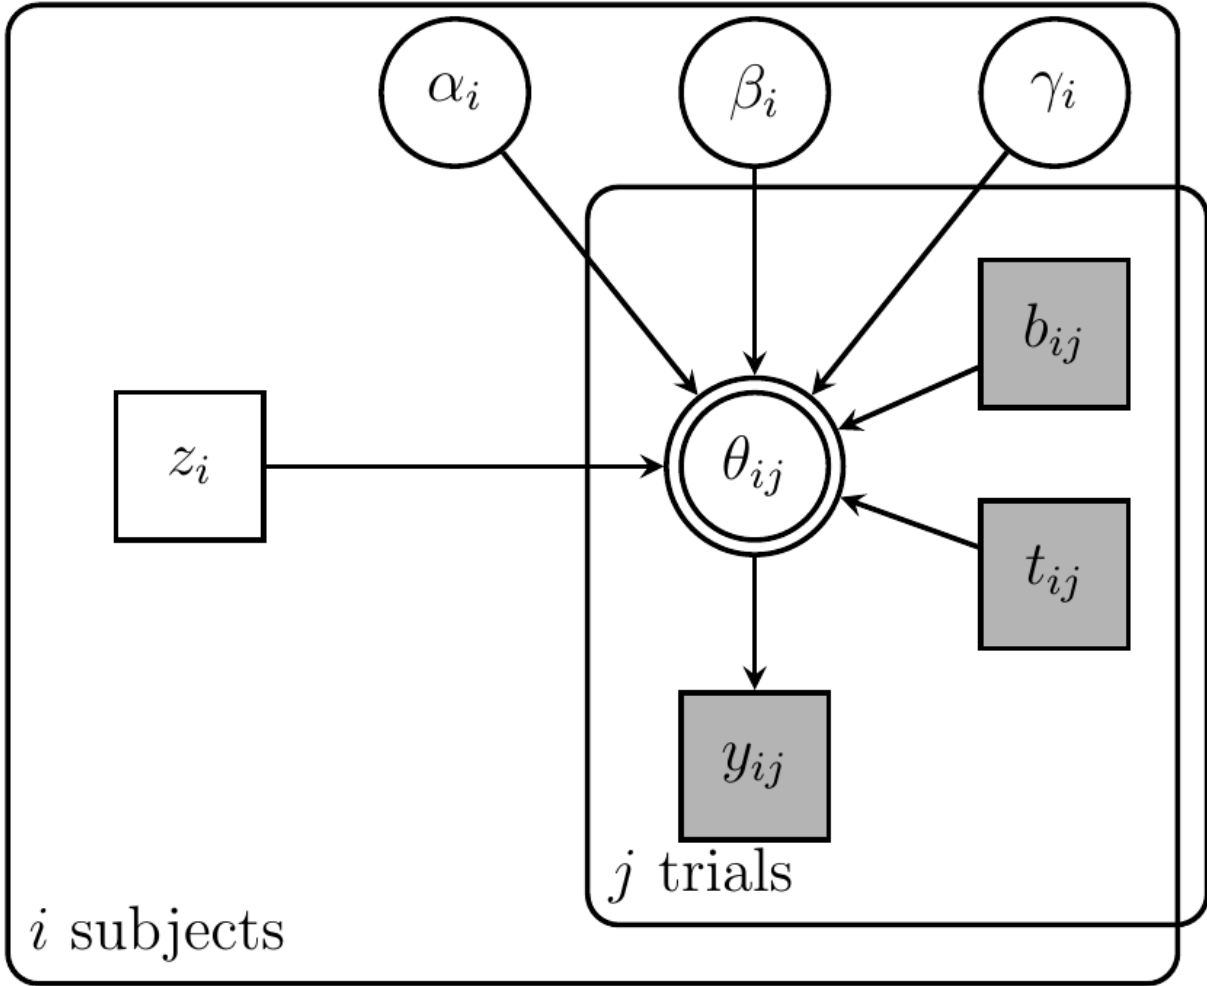 αᵢ βᵢ γᵢ
bᵢⱼ
zᵢ θᵢⱼ
tᵢⱼ
yᵢⱼ
j trials
i subjects